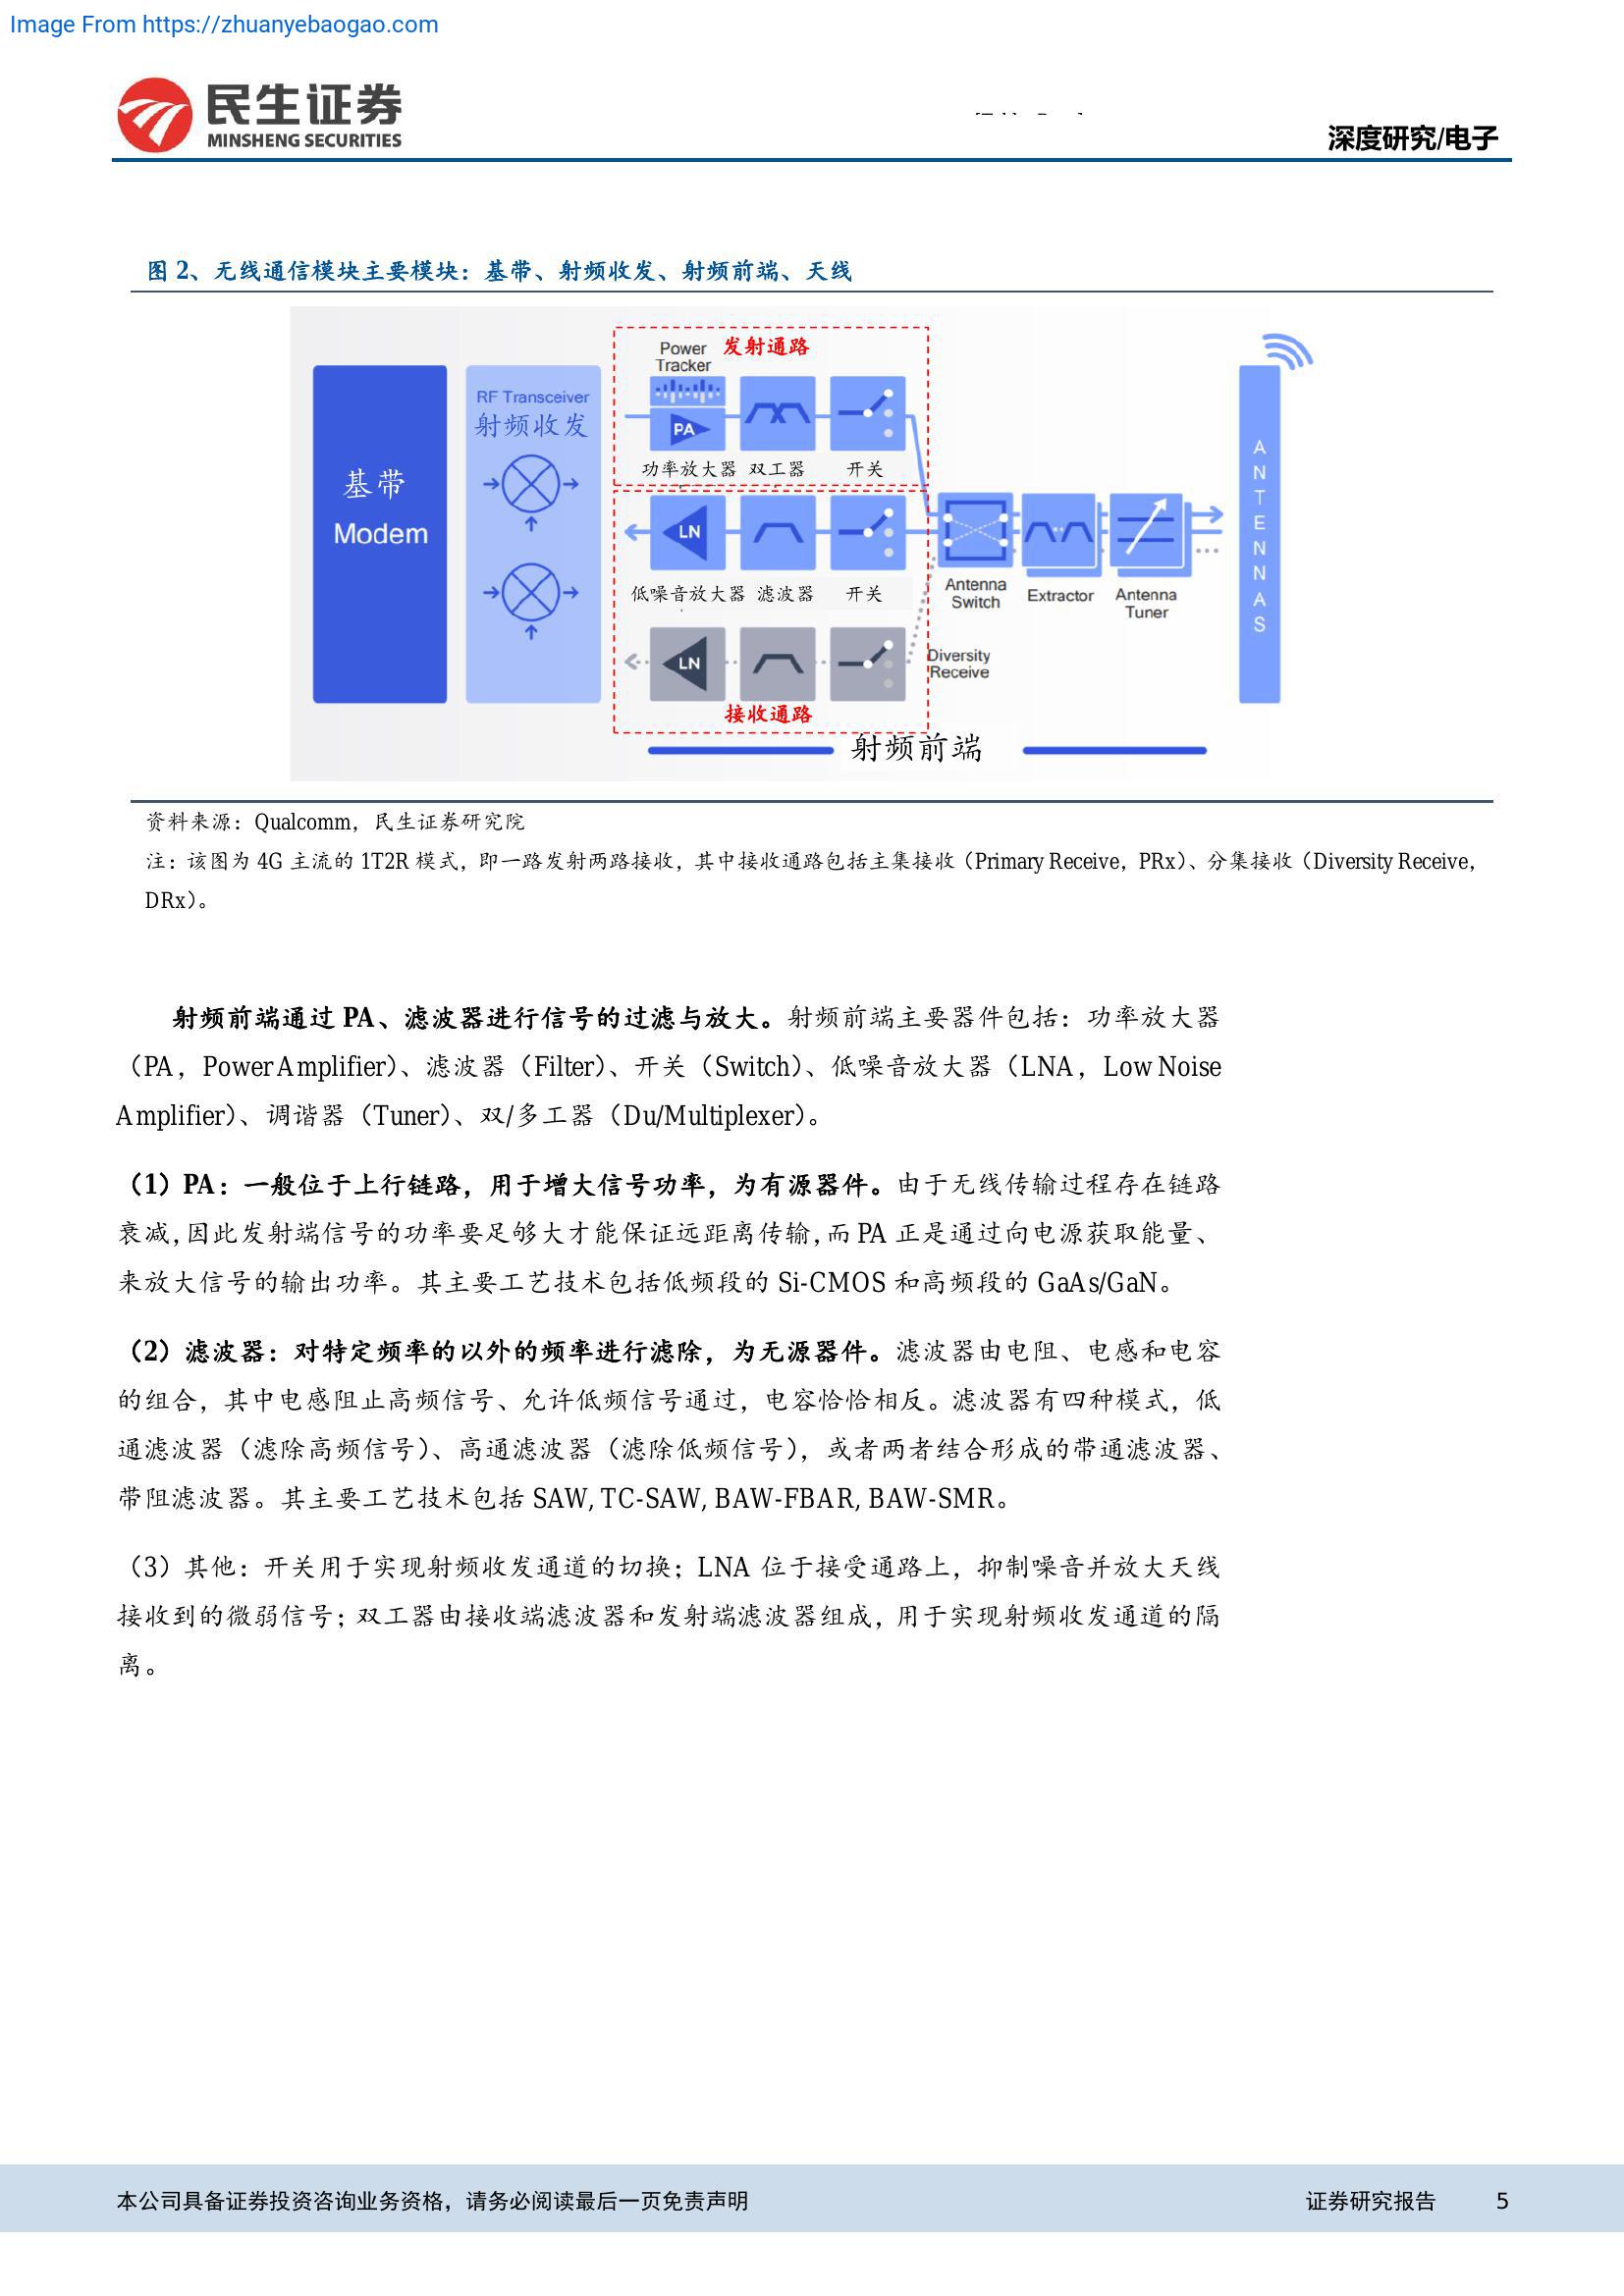 Image From https://zhuanyebaogao.com
民生证券
MINSHENG SECURITIES
深度研究/电子
图 2、无线通信模块主要模块：基带、射频收发、射频前端、天线
基带
Modem
RF Transceiver
射频收发
Power
Tracker
发射通路
PA
功率放大器 双工器 开关
LN
低噪音放大器 滤波器 开关
LN
接收通路
Antenna
Switch
Extractor
Antenna
Tuner
Diversity
Receive
射频前端
ANTENNAS
资料来源：Qualcomm，民生证券研究院
注：该图为 4G 主流的 1T2R 模式，即一路发射两路接收，其中接收通路包括主集接收（Primary Receive，PRx）、分集接收（Diversity Receive，
DRx）。
射频前端通过 PA、滤波器进行信号的过滤与放大。射频前端主要器件包括：功率放大器
（PA，Power Amplifier）、滤波器（Filter）、开关（Switch）、低噪音放大器（LNA，Low Noise
Amplifier）、调谐器（Tuner）、双/多工器（Du/Multiplexer）。
（1）PA：一般位于上行链路，用于增大信号功率，为有源器件。由于无线传输过程存在链路
衰减，因此发射端信号的功率要足够大才能保证远距离传输，而 PA 正是通过向电源获取能量、
来放大信号的输出功率。其主要工艺技术包括低频段的 Si-CMOS 和高频段的 GaAs/GaN。
（2）滤波器：对特定频率的以外的频率进行滤除，为无源器件。滤波器由电阻、电感和电容
的组合，其中电感阻止高频信号、允许低频信号通过，电容恰恰相反。滤波器有四种模式，低
通滤波器（滤除高频信号）、高通滤波器（滤除低频信号），或者两者结合形成的带通滤波器、
带阻滤波器。其主要工艺技术包括 SAW, TC-SAW, BAW-FBAR, BAW-SMR。
（3）其他：开关用于实现射频收发通道的切换；LNA 位于接受通路上，抑制噪音并放大天线
接收到的微弱信号；双工器由接收端滤波器和发射端滤波器组成，用于实现射频收发通道的隔
离。
本公司具备证券投资咨询业务资格，请务必阅读最后一页免责声明
证券研究报告 5